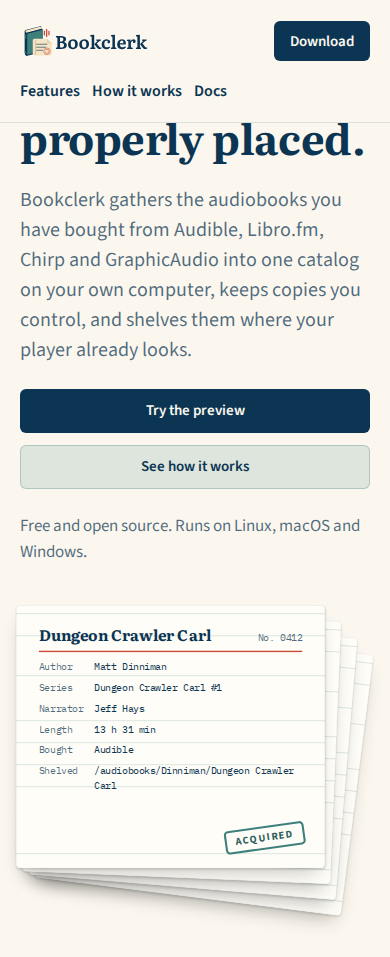 Bookclerk
Download
Features How it works Docs
properly placed.
Bookclerk gathers the audiobooks you
have bought from Audible, Libro.fm,
Chirp and GraphicAudio into one catalog
on your own computer, keeps copies you
control, and shelves them where your
player already looks.
Try the preview
See how it works
Free and open source. Runs on Linux, macOS and
Windows.
Dungeon Crawler Carl No. 0412
Author Matt Dinniman
Series Dungeon Crawler Carl #1
Narrator Jeff Hays
Length 13 h 31 min
Bought Audible
Shelved /audiobooks/Dinniman/Dungeon Crawler
Carl
ACQUIRED